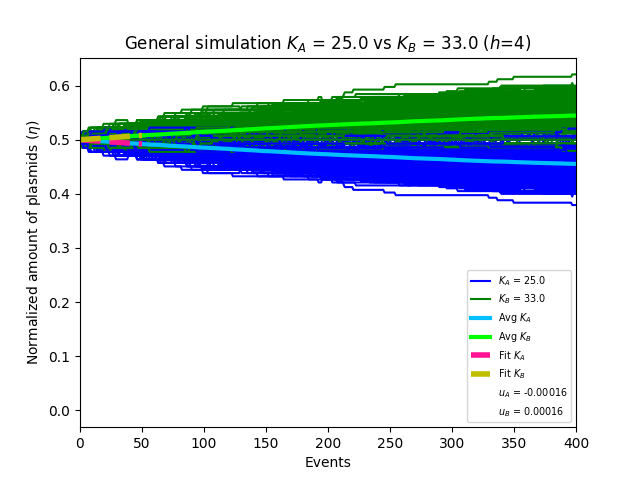 General simulation K_A = 25.0 vs K_B = 33.0 (h=4)
Normalized amount of plasmids (η)
0.6
0.5
0.4
0.3
0.2
0.1
0.0
K_A = 25.0
K_B = 33.0
Avg K_A
Avg K_B
Fit K_A
Fit K_B
u_A = -0.00016
u_B = 0.00016
0 50 100 150 200 250 300 350 400
Events